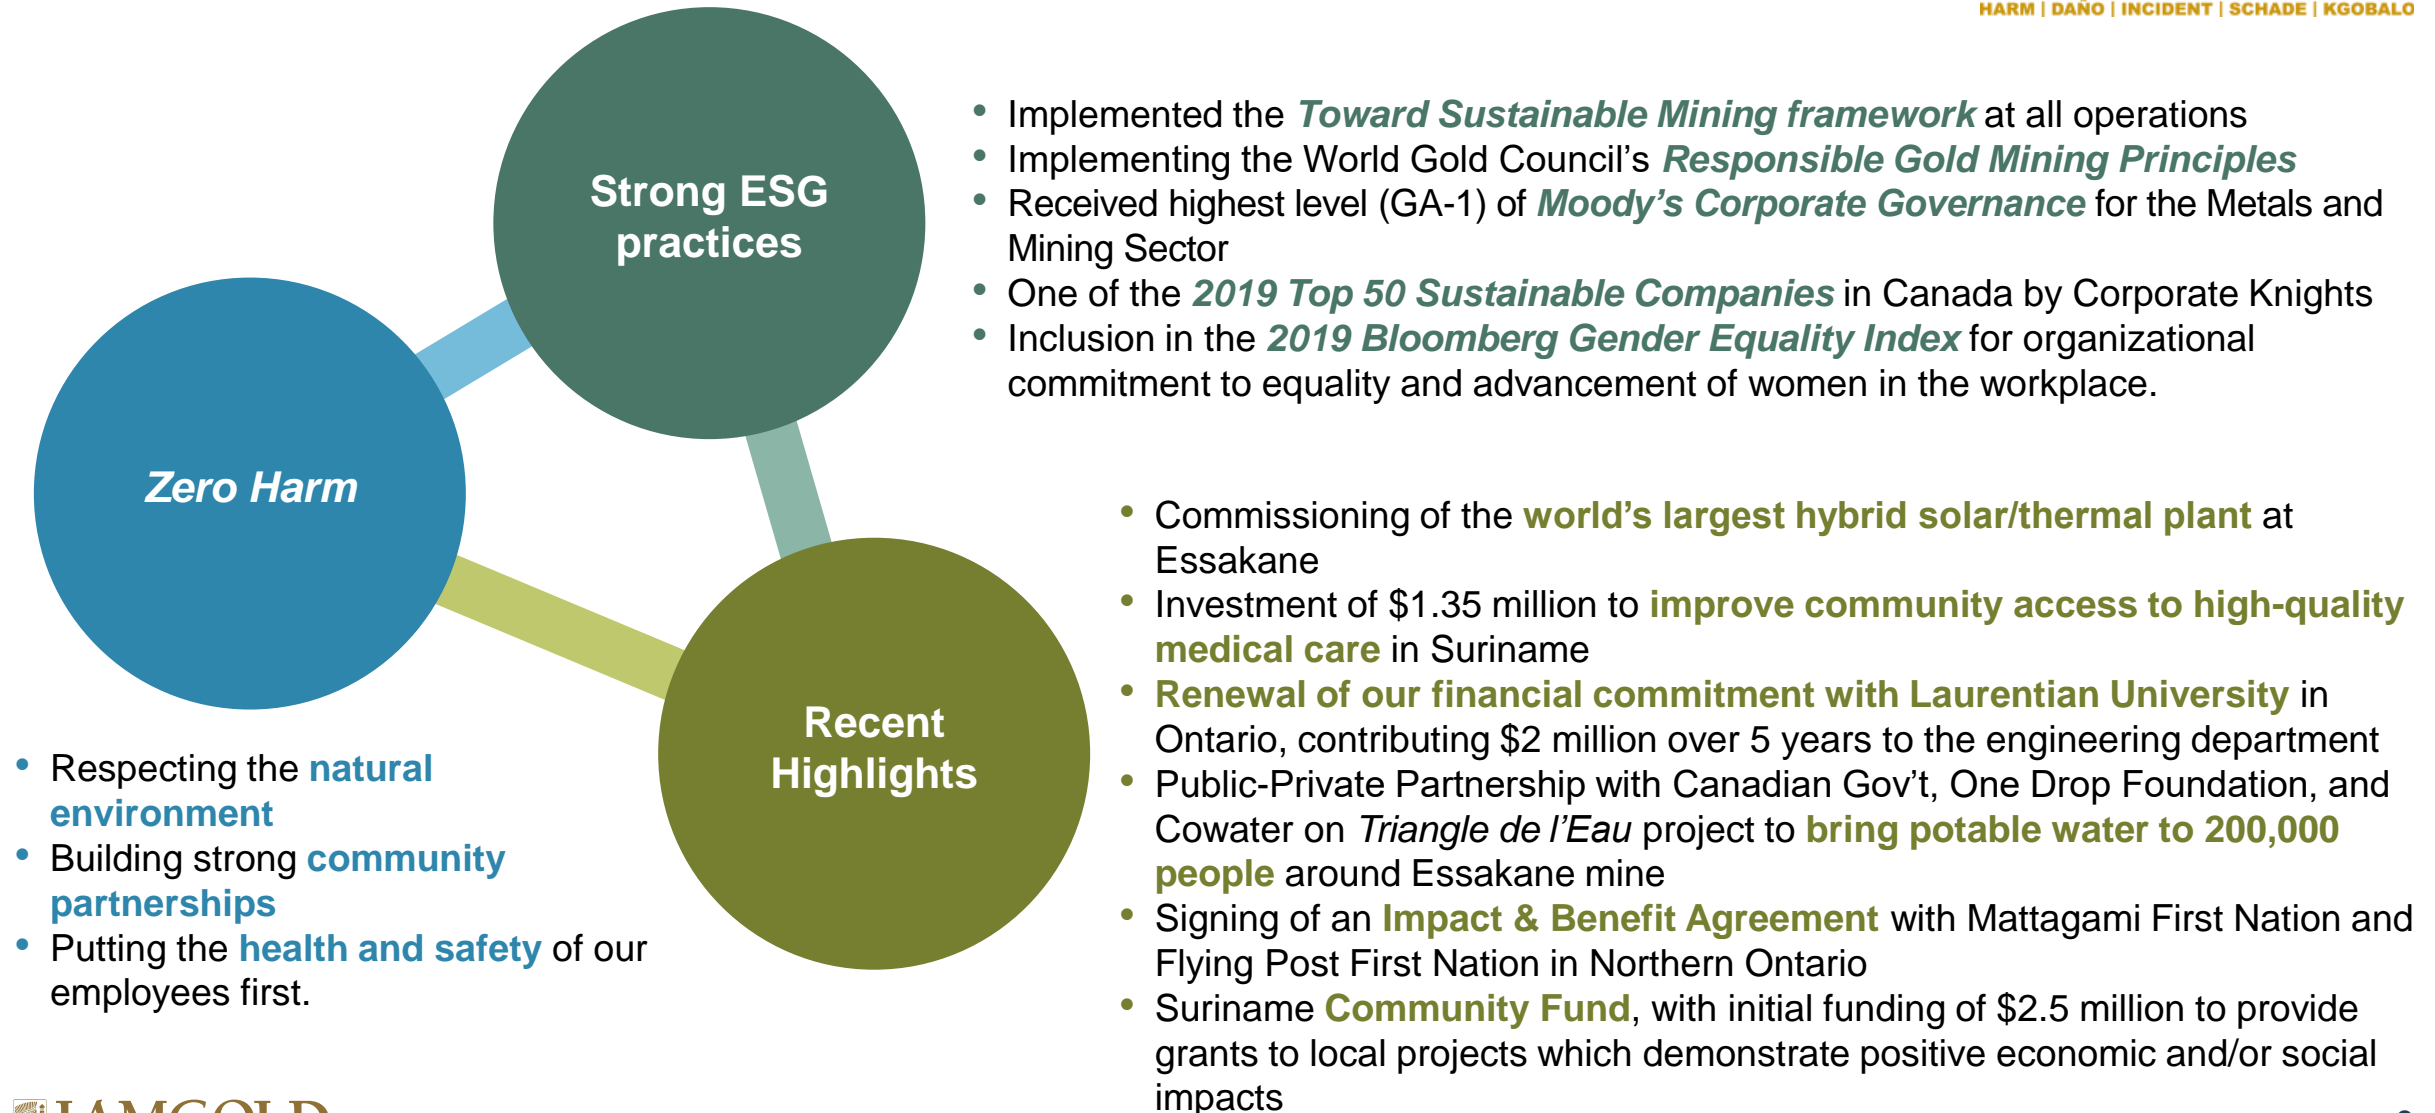 HARM | DAÑO | INCIDENT | SCHADE | KGOBALO
Strong ESG
practices
• Implemented the Toward Sustainable Mining framework at all operations
• Implementing the World Gold Council’s Responsible Gold Mining Principles
• Received highest level (GA-1) of Moody’s Corporate Governance for the Metals and
Mining Sector
• One of the 2019 Top 50 Sustainable Companies in Canada by Corporate Knights
• Inclusion in the 2019 Bloomberg Gender Equality Index for organizational
commitment to equality and advancement of women in the workplace.
Zero Harm
• Respecting the natural
environment
• Building strong community
partnerships
• Putting the health and safety of our
employees first.
Recent
Highlights
• Commissioning of the world’s largest hybrid solar/thermal plant at
Essakane
• Investment of $1.35 million to improve community access to high-quality
medical care in Suriname
• Renewal of our financial commitment with Laurentian University in
Ontario, contributing $2 million over 5 years to the engineering department
• Public-Private Partnership with Canadian Gov’t, One Drop Foundation, and
Cowater on Triangle de l’Eau project to bring potable water to 200,000
people around Essakane mine
• Signing of an Impact & Benefit Agreement with Mattagami First Nation and
Flying Post First Nation in Northern Ontario
• Suriname Community Fund, with initial funding of $2.5 million to provide
grants to local projects which demonstrate positive economic and/or social
impacts
IAMGOLD